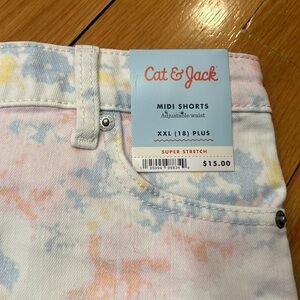 Cat & Jack
MIDI SHORTS
Adjustable waist
XXL (18) PLUS
SUPER STRETCH
$15.00